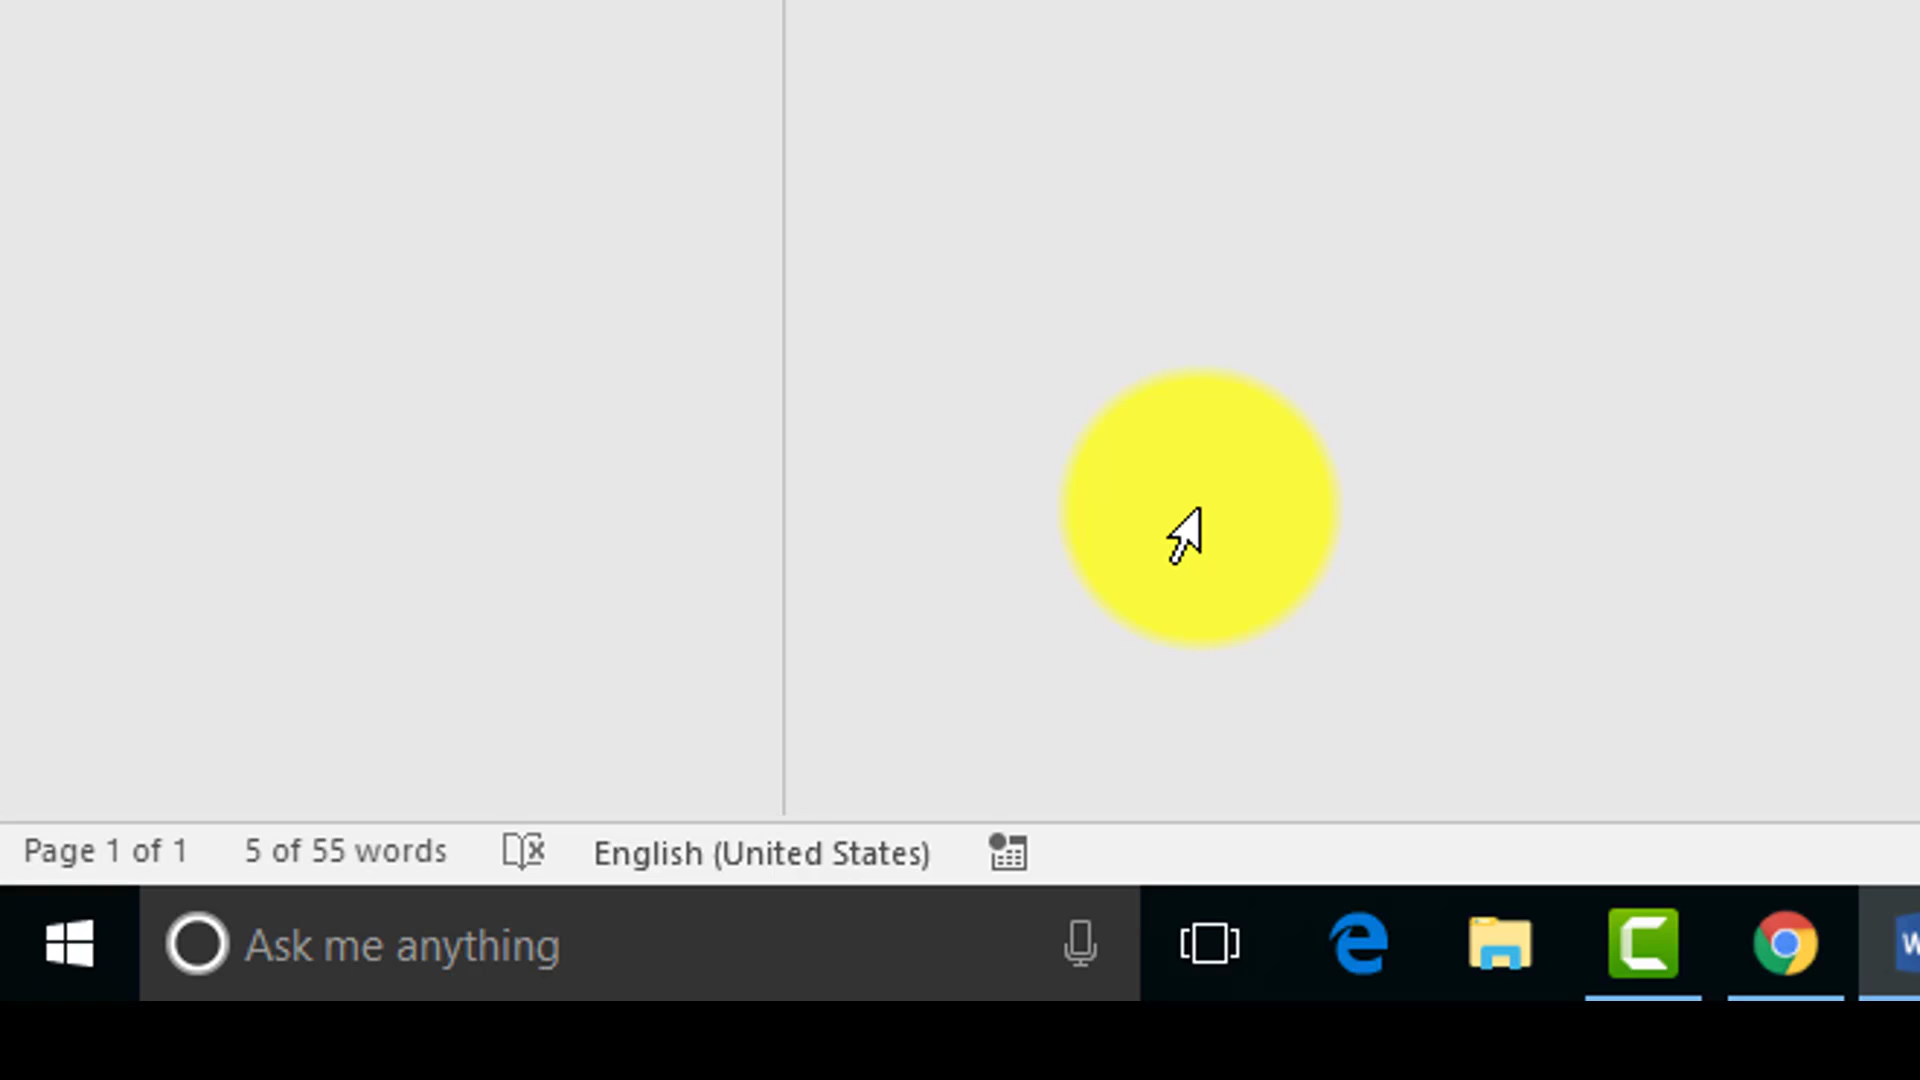 Page 1 of 1 5 of 55 words English (United States)
Ask me anything
W